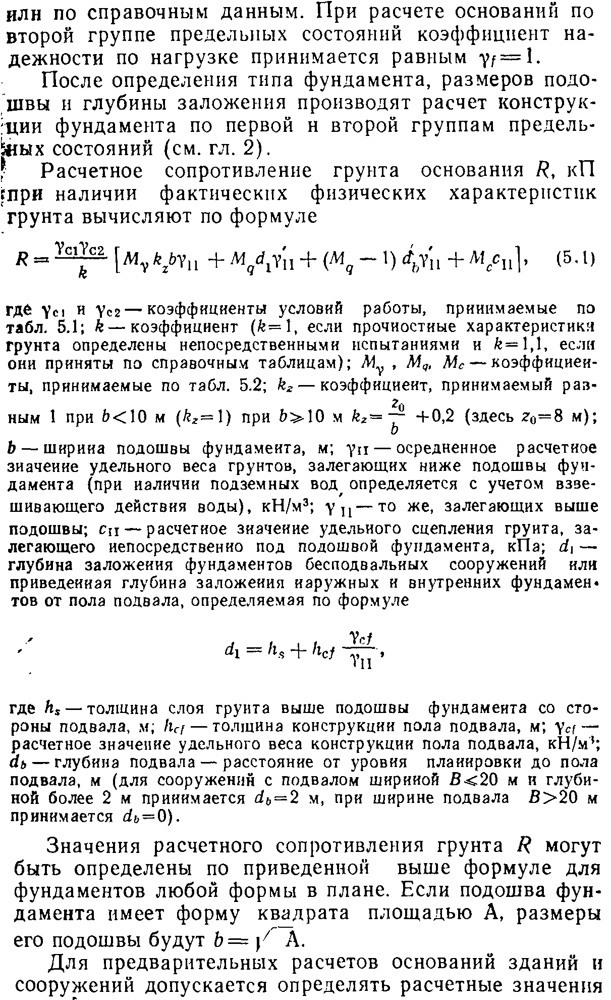 или по справочным данным. При расчете оснований по
второй группе предельных состояний коэффициент на-
дежности по нагрузке принимается равным γf = 1.
После определения типа фундамента, размеров подо-
швы и глубины заложения производят расчет конструк-
ции фундамента по первой и второй группам предель-
ных состояний (см. гл. 2).
Расчетное сопротивление грунта основания R, кП
при наличии фактических физических характеристик
грунта вычисляют по формуле
R = γc1γc2/k [Mγ kz bγII + Mq d1γ′II + (Mq — 1) dbγ′II + Mc cII], (5.1)
где γc1 и γc2 — коэффициенты условий работы, принимаемые по
табл. 5.1; k — коэффициент (k=1, если прочностные характеристики
грунта определены непосредственными испытаниями и k=1,1, если
они приняты по справочным таблицам); Mγ , Mq, Mc — коэффициен-
ты, принимаемые по табл. 5.2; kz — коэффициент, принимаемый рав-
ным 1 при b<10 м (kz=1) при b⩾10 м kz= z0/b +0,2 (здесь z0=8 м);
b — ширина подошвы фундамента, м; γII — осредненное расчетное
значение удельного веса грунтов, залегающих ниже подошвы фун-
дамента (при наличии подземных вод определяется с учетом взве-
шивающего действия воды), кН/м³; γ′II — то же, залегающих выше
подошвы; cII — расчетное значение удельного сцепления грунта, за-
легающего непосредственно под подошвой фундамента, кПа; d1 —
глубина заложения фундаментов бесподвальных сооружений или
приведенная глубина заложения наружных и внутренних фундамен-
тов от пола подвала, определяемая по формуле
d1 = hs + hcf γcf/γII ,
где hs — толщина слоя грунта выше подошвы фундамента со сто-
роны подвала, м; hcf — толщина конструкции пола подвала, м; γcf —
расчетное значение удельного веса конструкции пола подвала, кН/м³;
db — глубина подвала — расстояние от уровня планировки до пола
подвала, м (для сооружений с подвалом шириной B⩽20 м и глуби-
ной более 2 м принимается db=2 м, при ширине подвала B>20 м
принимается db=0).
Значения расчетного сопротивления грунта R могут
быть определены по приведенной выше формуле для
фундаментов любой формы в плане. Если подошва фун-
дамента имеет форму квадрата площадью А, размеры
его подошвы будут b = √А.
Для предварительных расчетов оснований зданий и
сооружений допускается определять расчетные значения